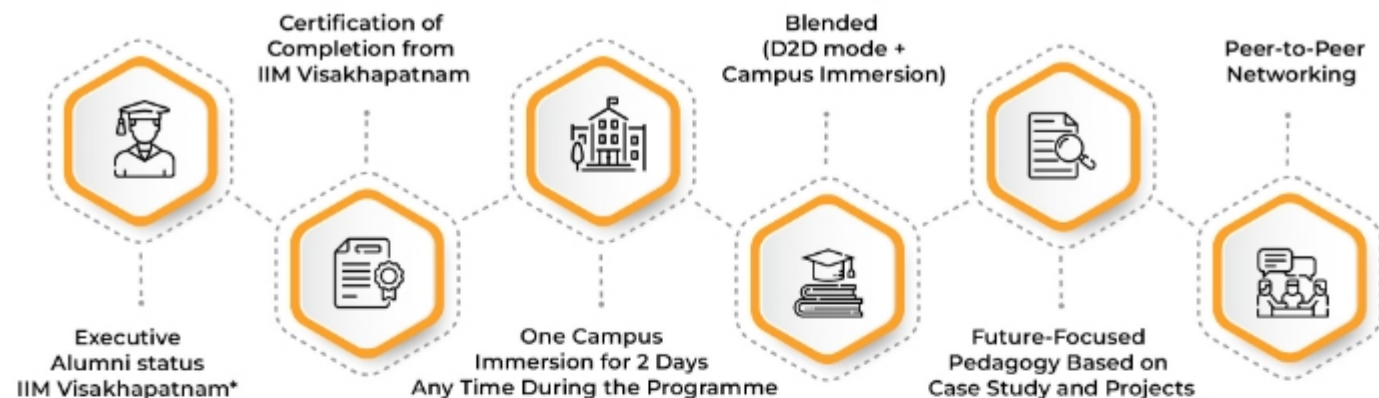 Executive
Alumni status
IIM Visakhapatnam*
Certification of
Completion from
IIM Visakhapatnam
One Campus
Immersion for 2 Days
Any Time During the Programme
Blended
(D2D mode +
Campus Immersion)
Future-Focused
Pedagogy Based on
Case Study and Projects
Peer-to-Peer
Networking